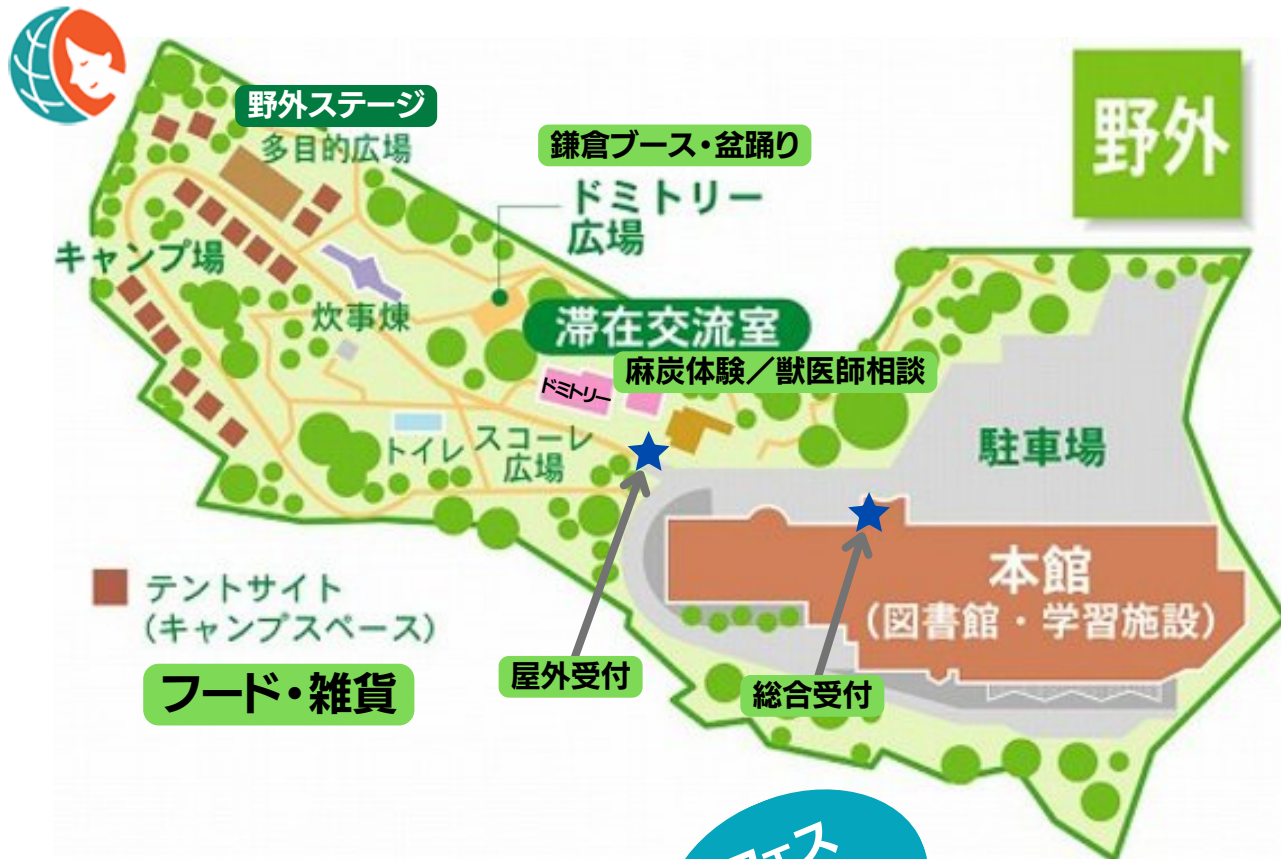 野外ステージ
多目的広場
鎌倉ブース・盆踊り
ドミトリー
広場
野外
キャンプ場
炊事煉
滞在交流室
麻炭体験／獣医師相談
ドミトリー
トイレ
スコーレ
広場
駐車場
本館
(図書館・学習施設)
テントサイト
(キャンプスペース)
フード・雑貨
屋外受付
総合受付